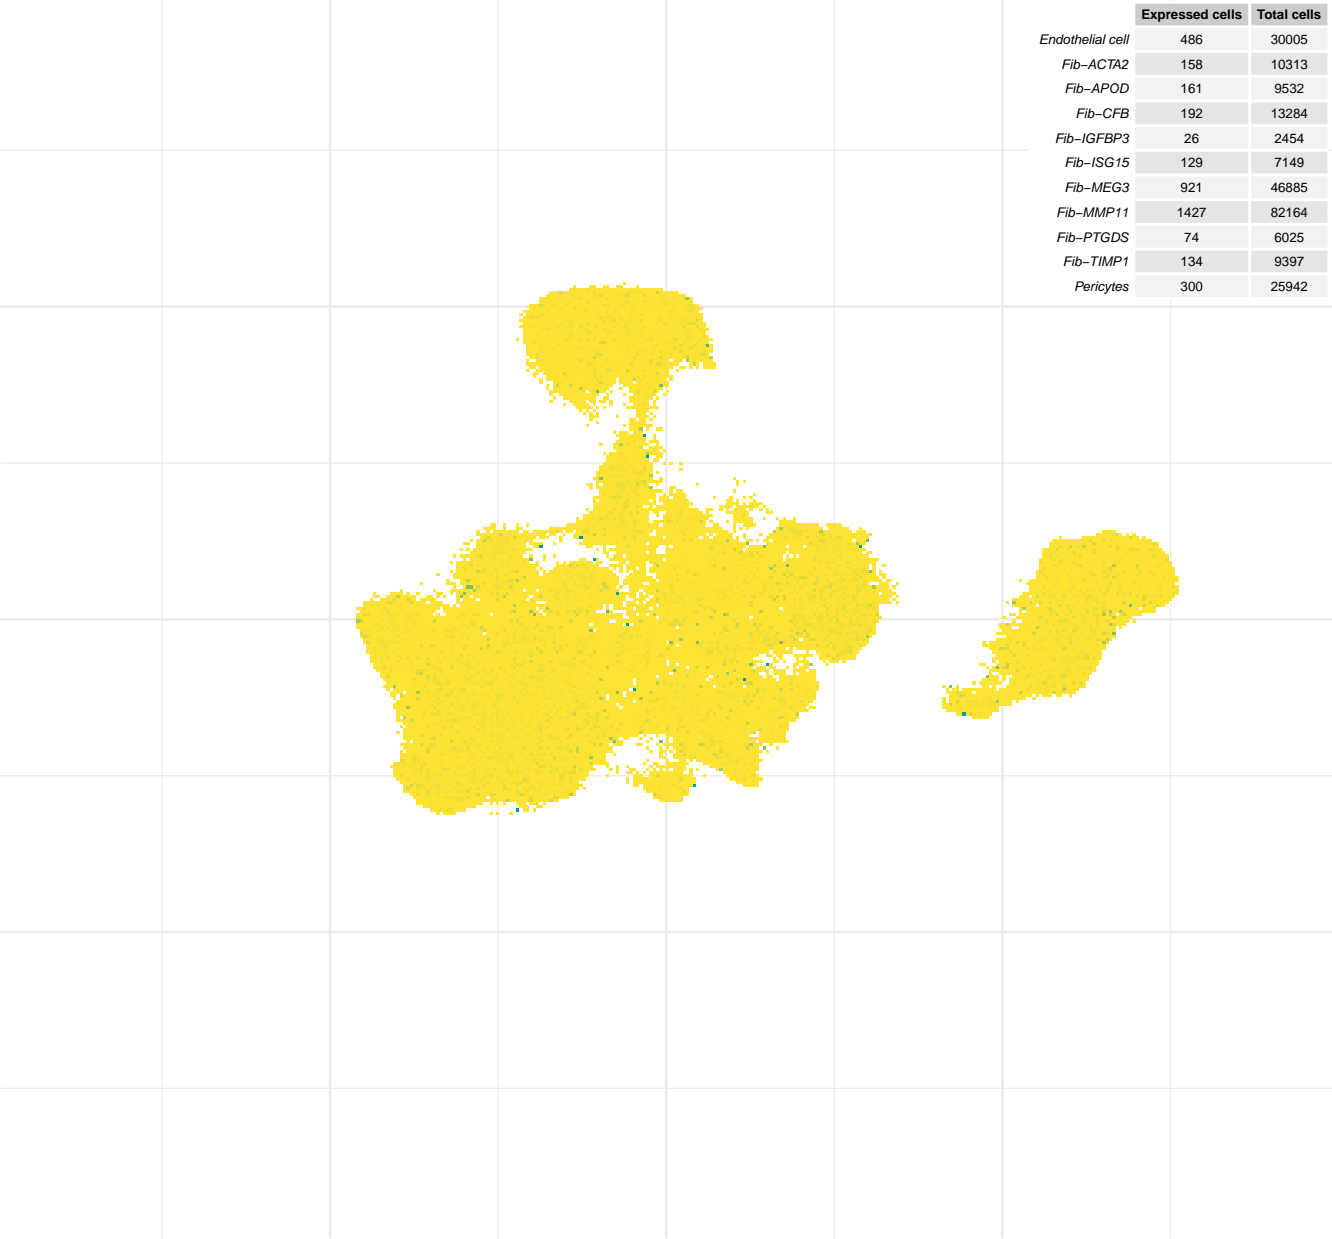 Expressed cells Total cells
Endothelial cell 486 30005
Fib−ACTA2 158 10313
Fib−APOD 161 9532
Fib−CFB 192 13284
Fib−IGFBP3 26 2454
Fib−ISG15 129 7149
Fib−MEG3 921 46885
Fib−MMP11 1427 82164
Fib−PTGDS 74 6025
Fib−TIMP1 134 9397
Pericytes 300 25942